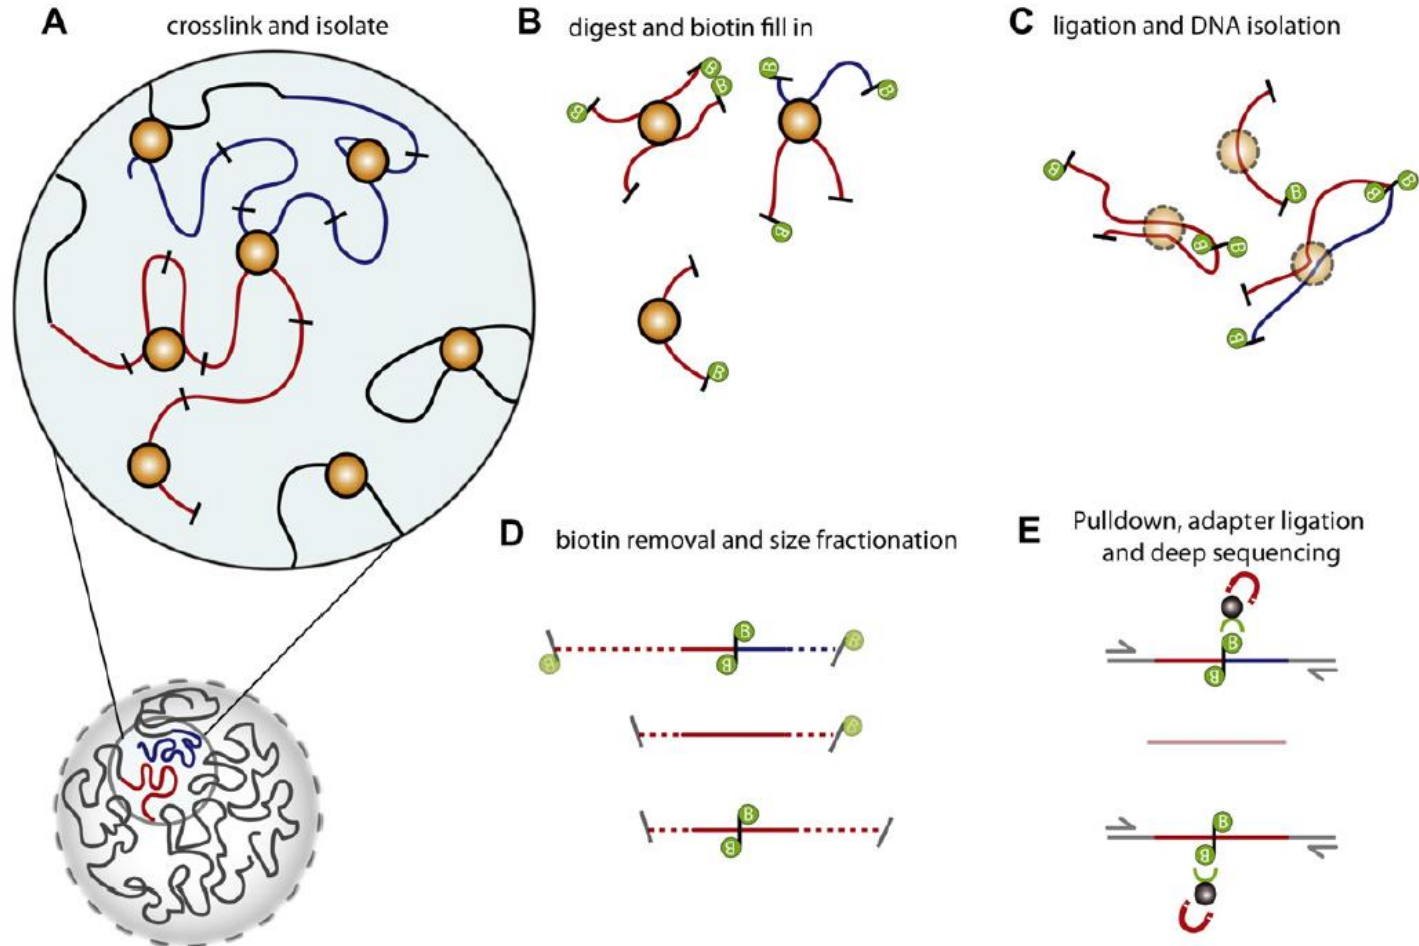 A crosslink and isolate
B digest and biotin fill in
B
B
B
B
B
B
B
C ligation and DNA isolation
B
B
B
B
B
B
B
D biotin removal and size fractionation
B
B
B
B
B
B
B
E Pulldown, adapter ligation
and deep sequencing
B
B
B
B